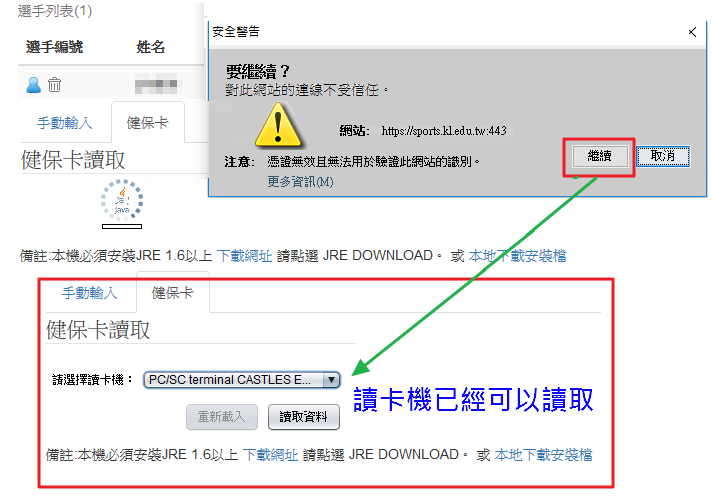 選手列表(1)
選手編號 姓名
手動輸入 健保卡
健保卡讀取
Java
備註:本機必須安裝JRE 1.6以上 下載網址 請點選 JRE DOWNLOAD。 或 本地下載安裝檔
安全警告
要繼續？
對此網站的連線不受信任。
網站: https://sports.kl.edu.tw:443
注意: 憑證無效且無法用於驗證此網站的識別。
更多資訊(M)
繼續 取消
手動輸入 健保卡
健保卡讀取
請選擇讀卡機： PC/SC terminal CASTLES E...
重新載入 讀取資料
讀卡機已經可以讀取
備註:本機必須安裝JRE 1.6以上 下載網址 請點選 JRE DOWNLOAD。 或 本地下載安裝檔